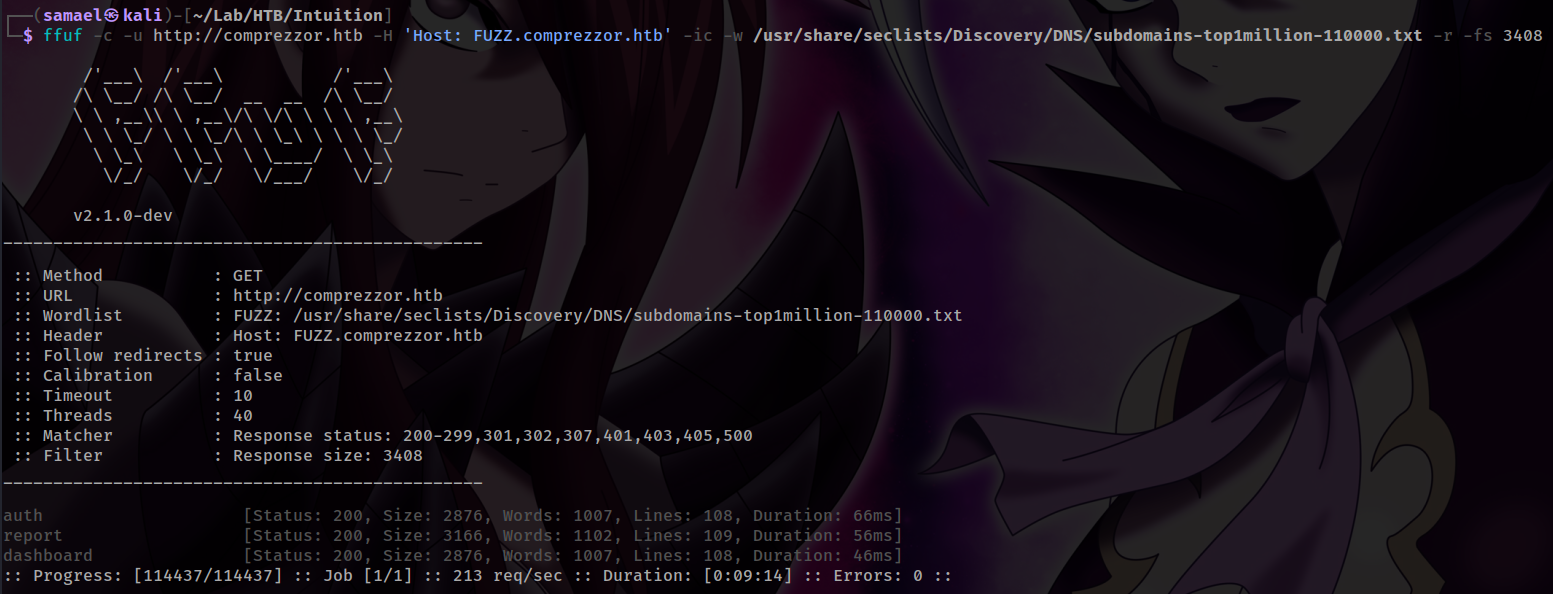 ┌──(samael㉿kali)-[~/Lab/HTB/Intuition]
└─$ ffuf -c -u http://comprezzor.htb -H 'Host: FUZZ.comprezzor.htb' -ic -w /usr/share/seclists/Discovery/DNS/subdomains-top1million-110000.txt -r -fs 3408

        /'___\  /'___\           /'___\
       /\ \__/ /\ \__/  __  __  /\ \__/
       \ \ ,__\\ \ ,__\/\ \/\ \ \ \ ,__\
        \ \ \_/ \ \ \_/\ \ \_\ \ \ \ \_/
         \ \_\   \ \_\  \ \____/  \ \_\
          \/_/    \/_/   \/___/    \/_/

       v2.1.0-dev
________________________________________________

 :: Method           : GET
 :: URL              : http://comprezzor.htb
 :: Wordlist         : FUZZ: /usr/share/seclists/Discovery/DNS/subdomains-top1million-110000.txt
 :: Header           : Host: FUZZ.comprezzor.htb
 :: Follow redirects : true
 :: Calibration      : false
 :: Timeout          : 10
 :: Threads          : 40
 :: Matcher          : Response status: 200-299,301,302,307,401,403,405,500
 :: Filter           : Response size: 3408
________________________________________________

auth                    [Status: 200, Size: 2876, Words: 1007, Lines: 108, Duration: 66ms]
report                  [Status: 200, Size: 3166, Words: 1102, Lines: 109, Duration: 56ms]
dashboard               [Status: 200, Size: 2876, Words: 1007, Lines: 108, Duration: 46ms]
:: Progress: [114437/114437] :: Job [1/1] :: 213 req/sec :: Duration: [0:09:14] :: Errors: 0 ::